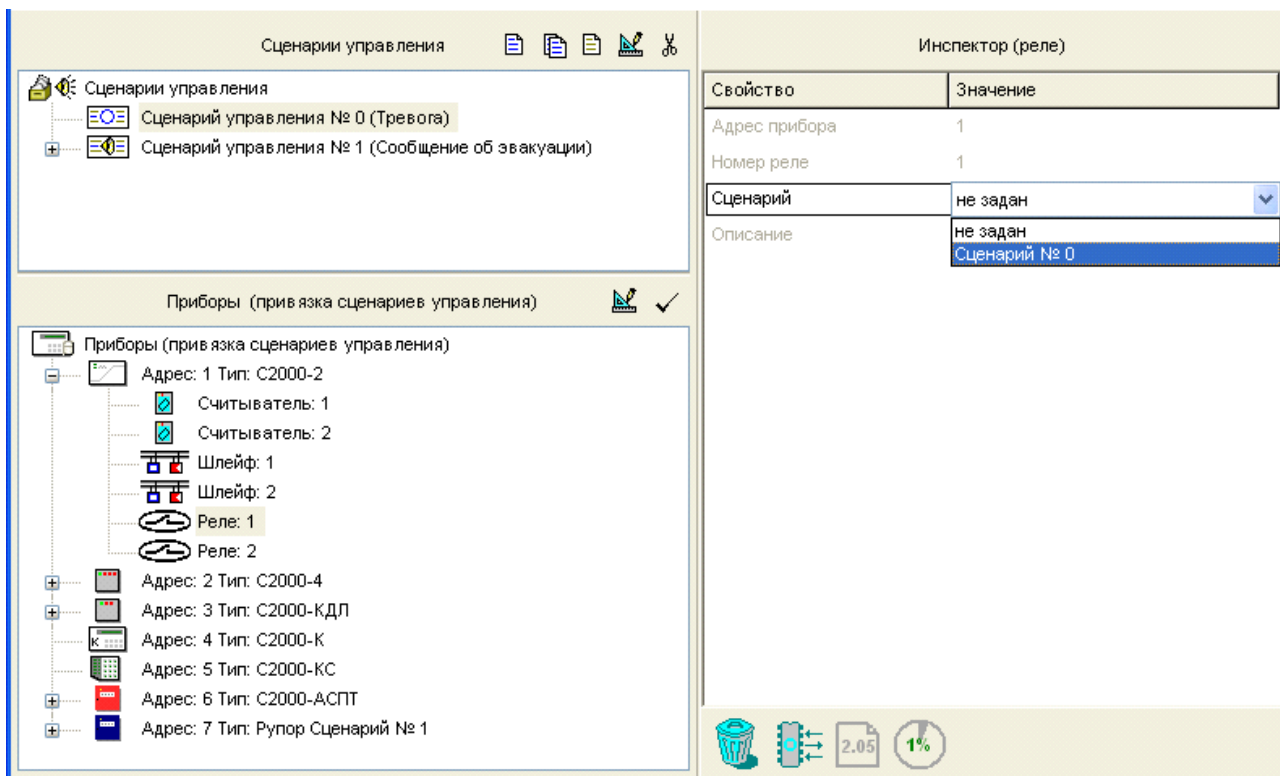 Сценарии управления
Сценарии управления
Сценарий управления № 0 (Тревога)
Сценарий управления № 1 (Сообщение об эвакуации)
Приборы (привязка сценариев управления)
Приборы (привязка сценариев управления)
Адрес: 1 Тип: С2000-2
Считыватель: 1
Считыватель: 2
Шлейф: 1
Шлейф: 2
Реле: 1
Реле: 2
Адрес: 2 Тип: С2000-4
Адрес: 3 Тип: С2000-КДЛ
К
Адрес: 4 Тип: С2000-К
Адрес: 5 Тип: С2000-КС
Адрес: 6 Тип: С2000-АСПТ
Адрес: 7 Тип: Рупор Сценарий № 1
Инспектор (реле)
Свойство Значение
Адрес прибора 1
Номер реле 1
Сценарий не задан
Описание не задан
Сценарий № 0
2.05 1%